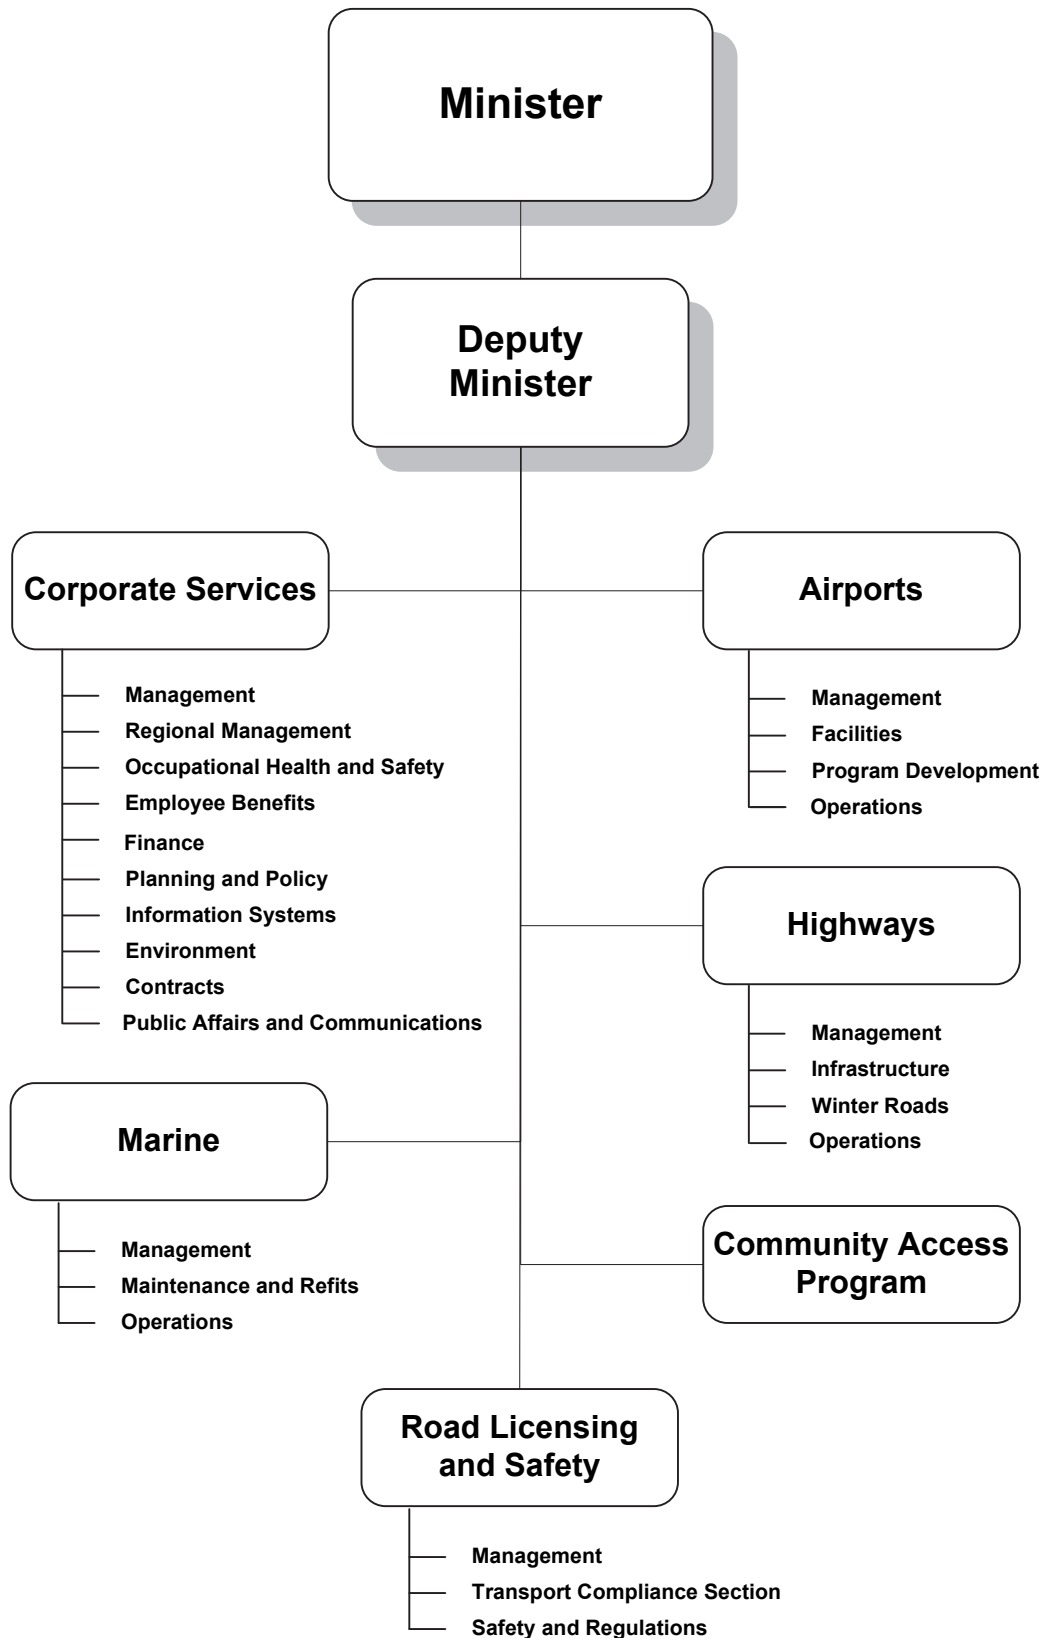 Minister
Deputy
Minister
Corporate Services
Management
Regional Management
Occupational Health and Safety
Employee Benefits
Finance
Planning and Policy
Information Systems
Environment
Contracts
Public Affairs and Communications
Airports
Management
Facilities
Program Development
Operations
Highways
Management
Infrastructure
Winter Roads
Operations
Marine
Management
Maintenance and Refits
Operations
Community Access
Program
Road Licensing
and Safety
Management
Transport Compliance Section
Safety and Regulations